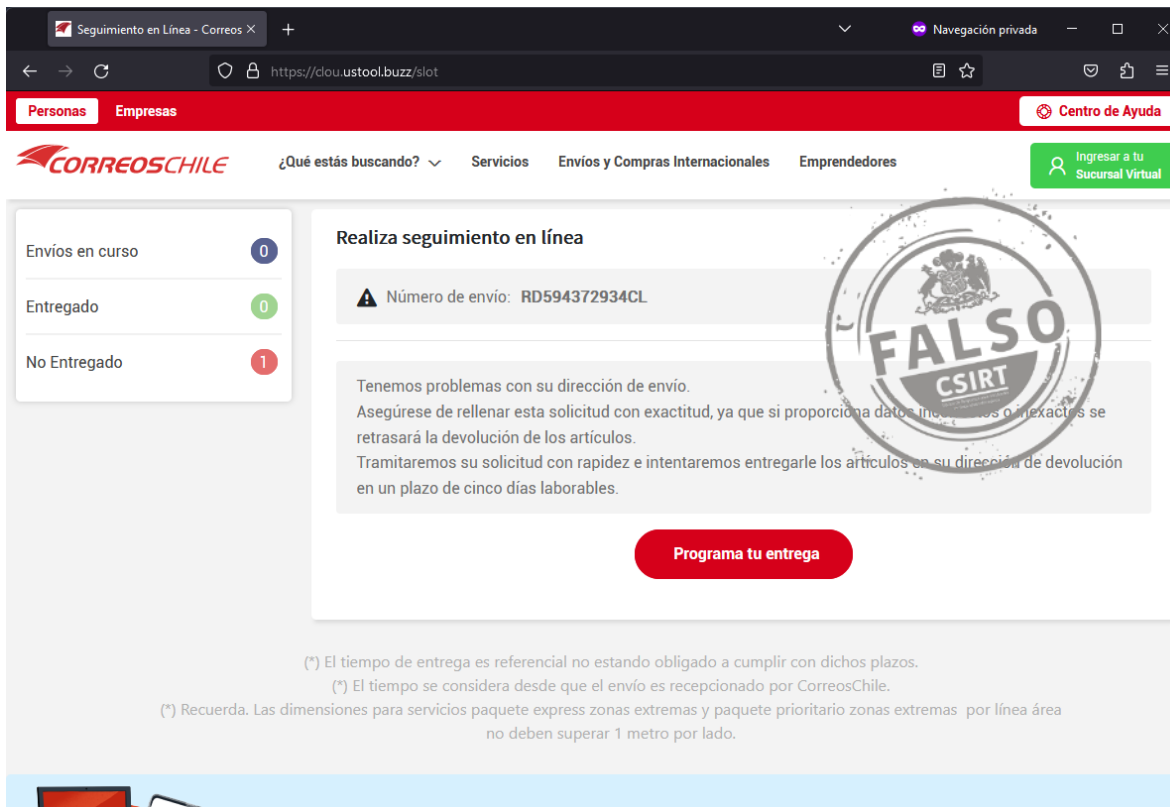 Seguimiento en Línea - Correos
Navegación privada
https://clou.ustool.buzz/slot
Personas
Empresas
Centro de Ayuda
CORREOSCHILE
¿Qué estás buscando?
Servicios
Envíos y Compras Internacionales
Emprendedores
Ingresar a tu
Sucursal Virtual
Envíos en curso 0
Entregado 0
No Entregado 1
Realiza seguimiento en línea
Número de envío: RD594372934CL
FALSO
CSIRT
Tenemos problemas con su dirección de envío.
Asegúrese de rellenar esta solicitud con exactitud, ya que si proporciona datos o inexactos se
retrasará la devolución de los artículos.
Tramitaremos su solicitud con rapidez e intentaremos entregarle los artículos en su dirección de devolución
en un plazo de cinco días laborables.
Programa tu entrega
(*) El tiempo de entrega es referencial no estando obligado a cumplir con dichos plazos.
(*) El tiempo se considera desde que el envío es recepcionado por CorreosChile.
(*) Recuerda. Las dimensiones para servicios paquete express zonas extremas y paquete prioritario zonas extremas por línea área
no deben superar 1 metro por lado.